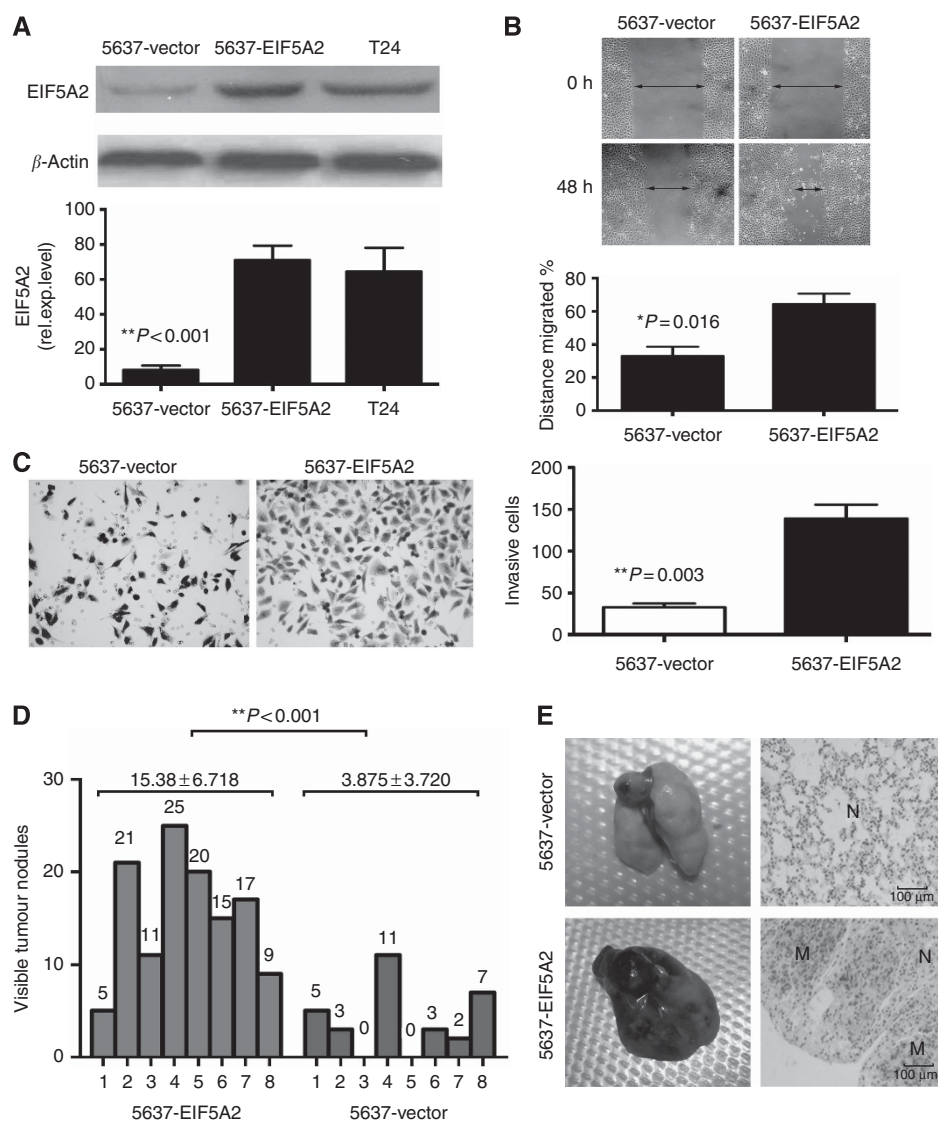 A
5637-vector 5637-EIF5A2 T24
EIF5A2
β-Actin
100
80
60
40
20
0
EIF5A2
(rel.exp.level)
**P<0.001
5637-vector 5637-EIF5A2 T24
B
5637-vector 5637-EIF5A2
0 h
48 h
80
60
40
20
0
Distance migrated %
*P=0.016
5637-vector 5637-EIF5A2
C
5637-vector 5637-EIF5A2
200
150
100
50
0
Invasive cells
**P=0.003
5637-vector 5637-EIF5A2
D
**P<0.001
15.38±6.718 3.875±3.720
30
20
10
0
Visible tumour nodules
5 21 11 25 20 15 17 9
5 3 0 11 0 3 2 7
1 2 3 4 5 6 7 8 1 2 3 4 5 6 7 8
5637-EIF5A2 5637-vector
E
5637-vector
N
100 μm
5637-EIF5A2
M N
M
100 μm